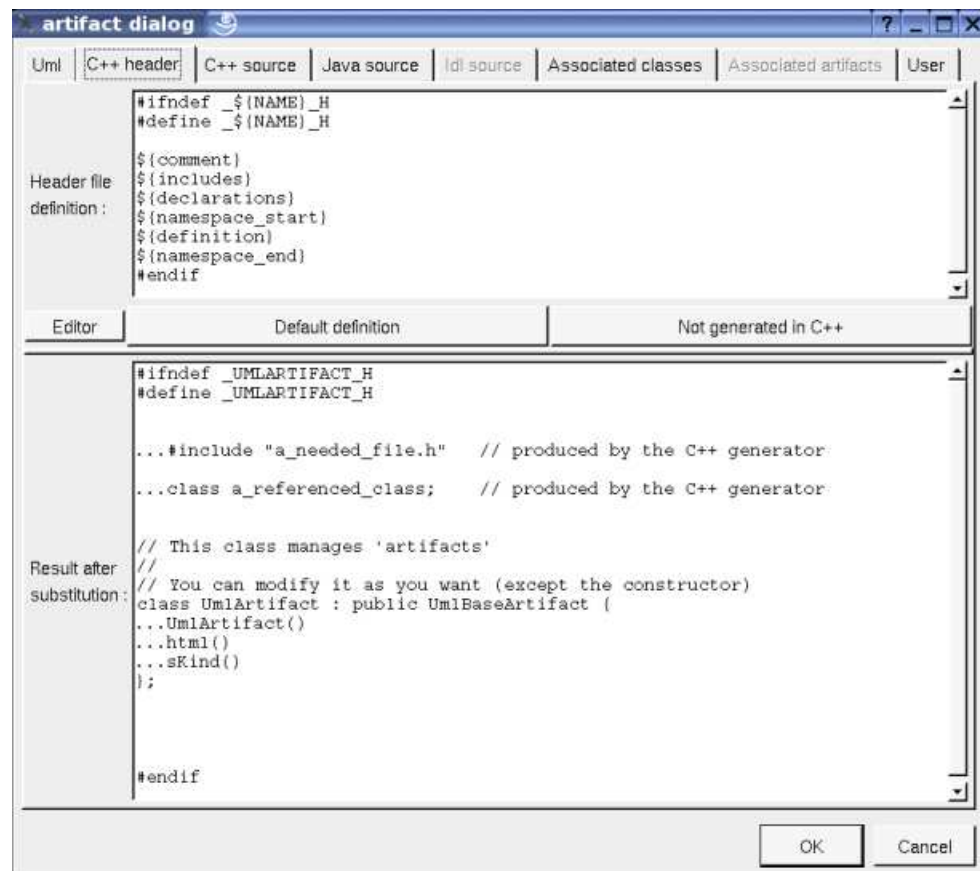 artifact dialog
Uml C++ header C++ source Java source Idl source Associated classes Associated artifacts User
Header file
definition :
#ifndef _${NAME}_H
#define _${NAME}_H
${comment}
${includes}
${declarations}
${namespace_start}
${definition}
${namespace_end}
#endif
Editor Default definition Not generated in C++
Result after
substitution :
#ifndef _UMLARTIFACT_H
#define _UMLARTIFACT_H
...#include "a_needed_file.h"   // produced by the C++ generator
...class a_referenced_class;    // produced by the C++ generator
// This class manages 'artifacts'
//
// You can modify it as you want (except the constructor)
class UmlArtifact : public UmlBaseArtifact {
...UmlArtifact()
...html()
...sKind()
};
#endif
OK Cancel